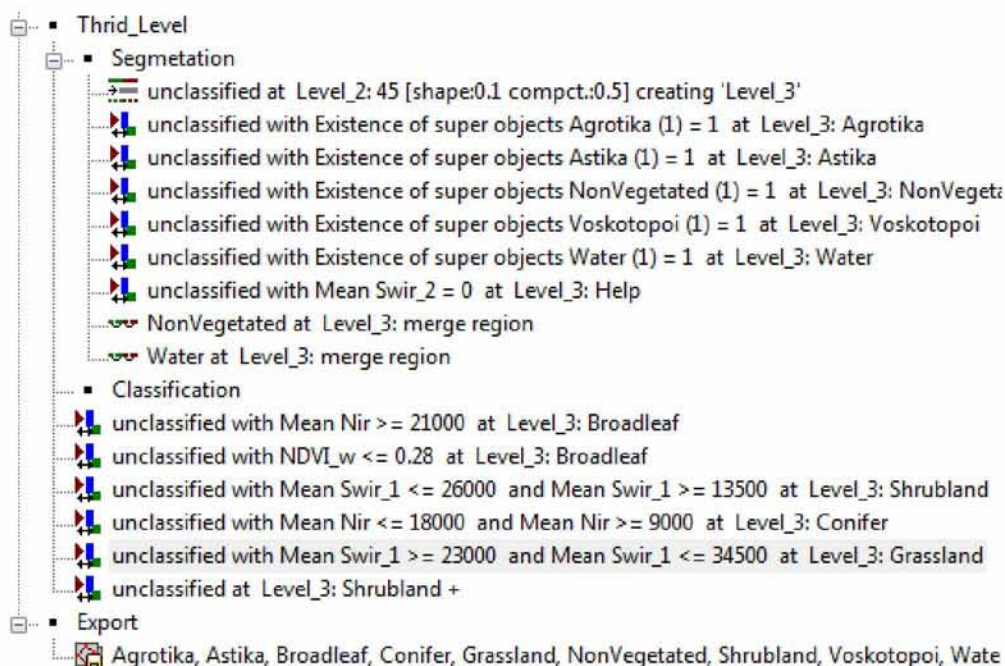 Thrid_Level
Segmetation
unclassified at Level_2: 45 [shape:0.1 compct.:0.5] creating 'Level_3'
unclassified with Existence of super objects Agrotika (1) = 1 at Level_3: Agrotika
unclassified with Existence of super objects Astika (1) = 1 at Level_3: Astika
unclassified with Existence of super objects NonVegetated (1) = 1 at Level_3: NonVegeta
unclassified with Existence of super objects Voskotopoi (1) = 1 at Level_3: Voskotopoi
unclassified with Existence of super objects Water (1) = 1 at Level_3: Water
unclassified with Mean Swir_2 = 0 at Level_3: Help
NonVegetated at Level_3: merge region
Water at Level_3: merge region
Classification
unclassified with Mean Nir >= 21000 at Level_3: Broadleaf
unclassified with NDVI_w <= 0.28 at Level_3: Broadleaf
unclassified with Mean Swir_1 <= 26000 and Mean Swir_1 >= 13500 at Level_3: Shrubland
unclassified with Mean Nir <= 18000 and Mean Nir >= 9000 at Level_3: Conifer
unclassified with Mean Swir_1 >= 23000 and Mean Swir_1 <= 34500 at Level_3: Grassland
unclassified at Level_3: Shrubland +
Export
Agrotika, Astika, Broadleaf, Conifer, Grassland, NonVegetated, Shrubland, Voskotopoi, Wate